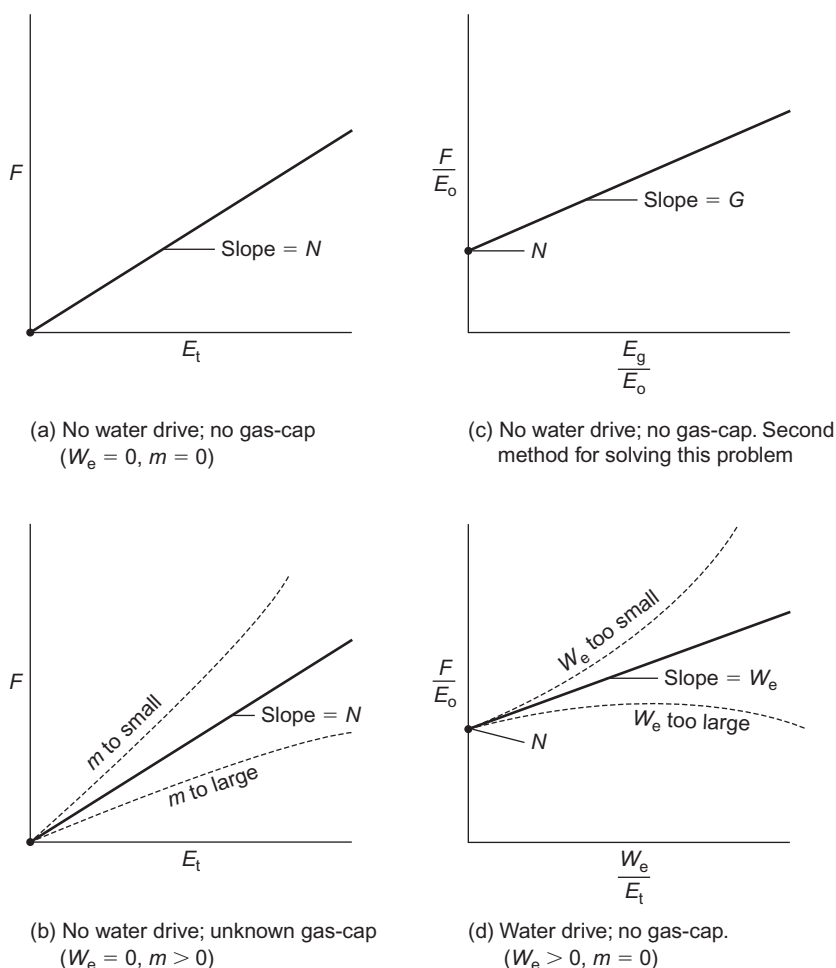 F
Slope = N
E_t
(a) No water drive; no gas-cap
(W_e = 0, m = 0)
F
E_o
Slope = G
N
E_g
E_o
(c) No water drive; no gas-cap. Second
method for solving this problem
F
m to small
Slope = N
m to large
E_t
(b) No water drive; unknown gas-cap
(W_e = 0, m > 0)
F
E_o
W_e too small
Slope = W_e
W_e too large
N
W_e
E_t
(d) Water drive; no gas-cap.
(W_e > 0, m = 0)